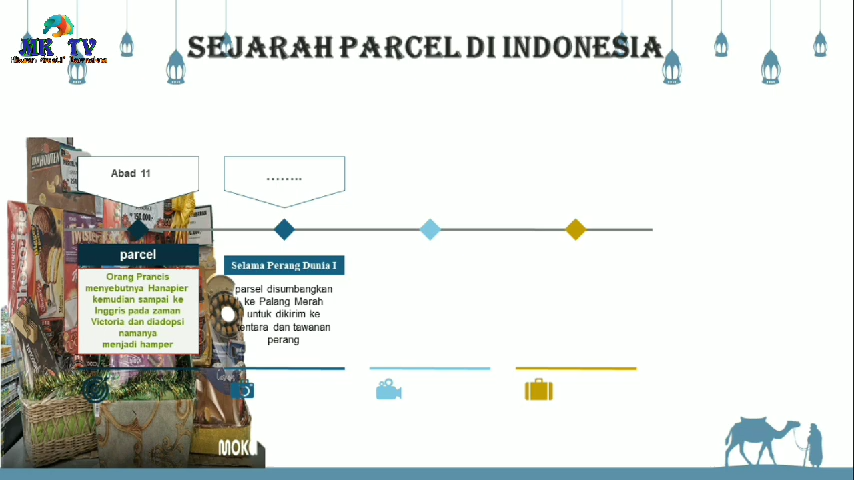 MK TV
SEJARAH PARCEL DI INDONESIA
Abad 11
........
parcel
Orang Prancis
menyebutnya Hanapier
kemudian sampai ke
Inggris pada zaman
Victoria dan diadopsi
namanya
menjadi hamper
Selama Perang Dunia I
parsel disumbangkan
ke Palang Merah
untuk dikirim ke
tentara dan tawanan
perang